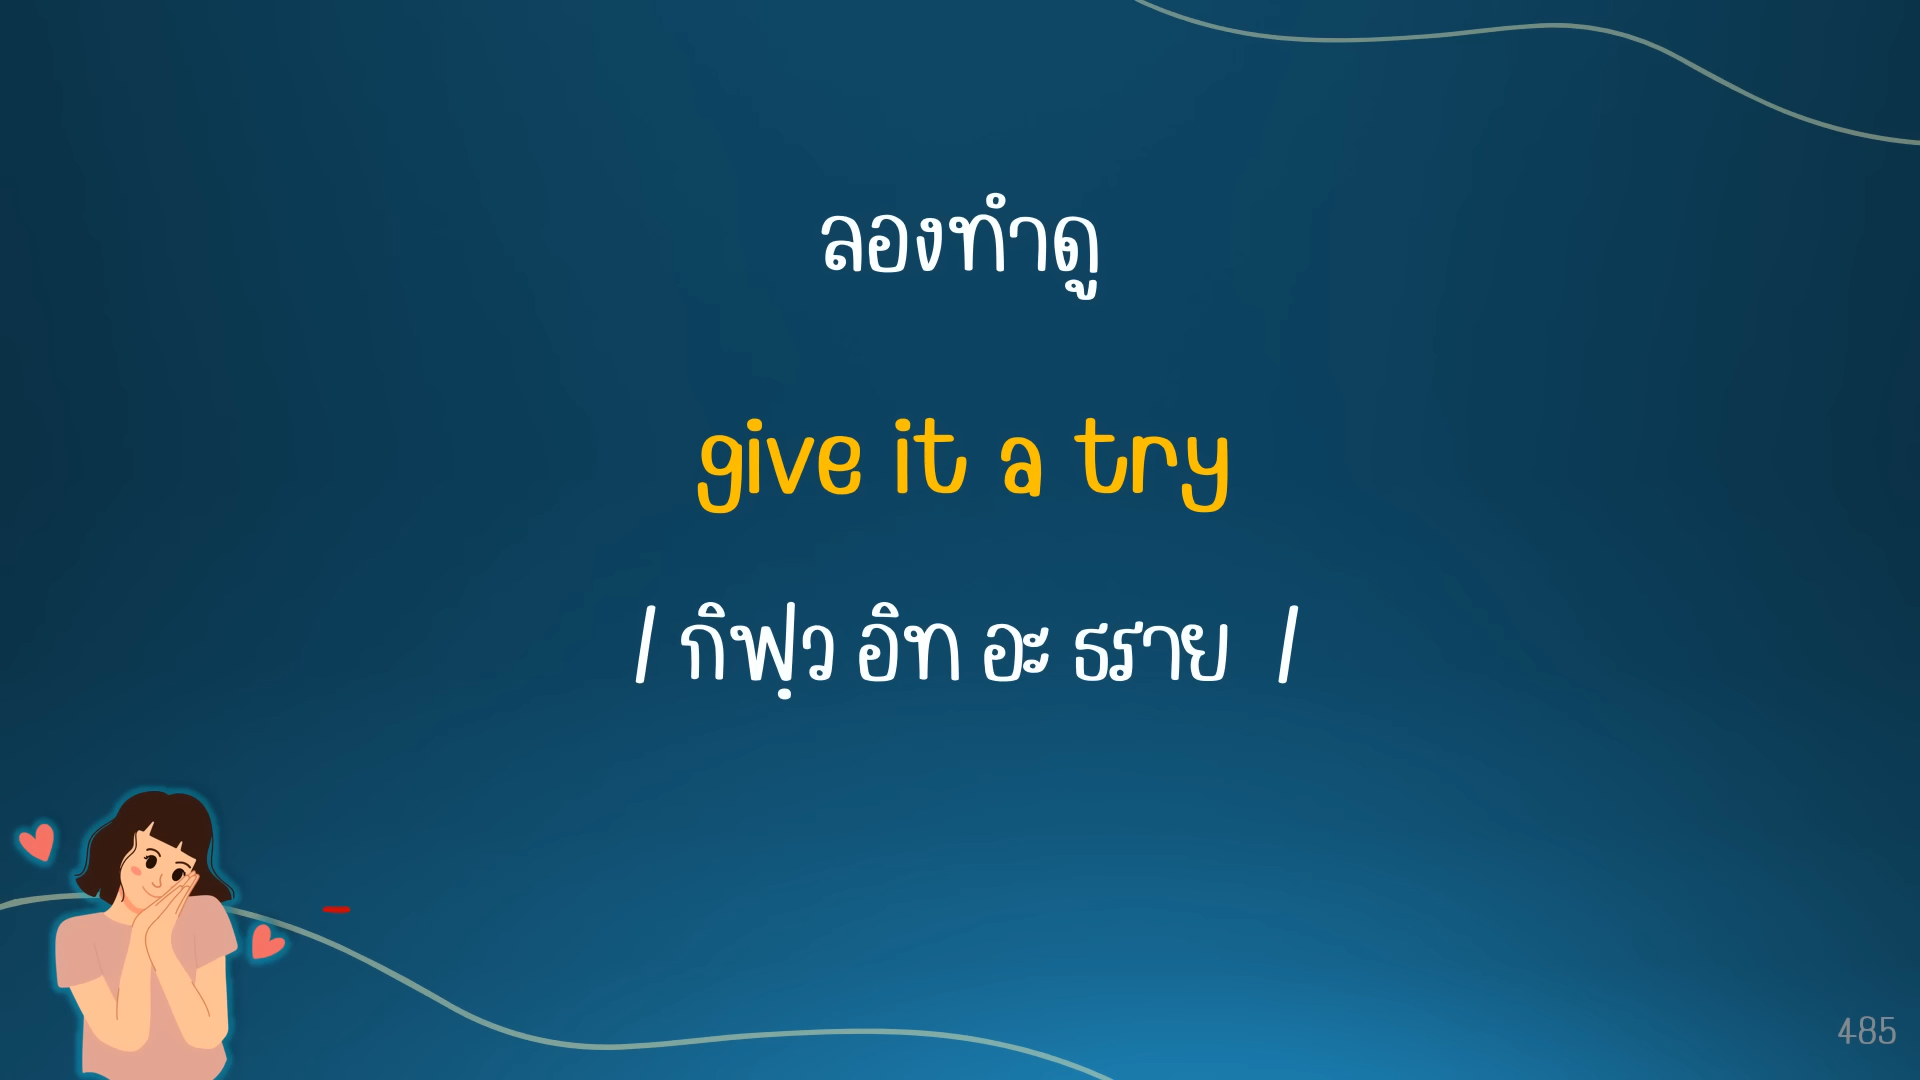 ลองทำดู
give it a try
/ กิฟฺว อิท อะ ธราย /
485